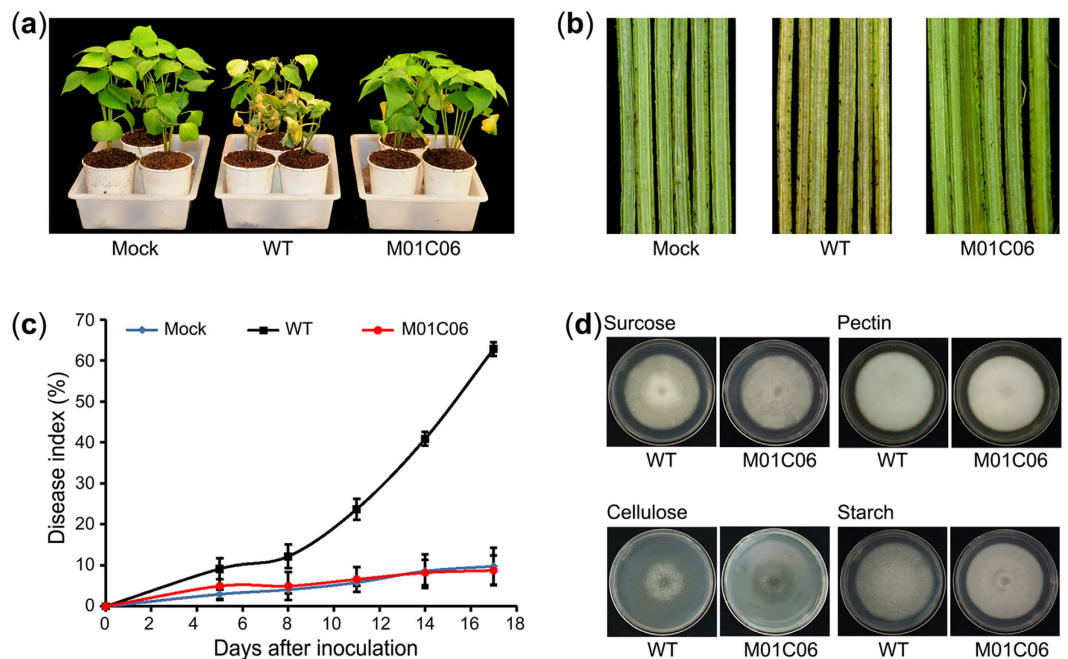 (a)
Mock WT M01C06
(b)
Mock WT M01C06
(c)
Disease index (%)
70
60
50
40
30
20
10
0
Mock WT M01C06
0 2 4 6 8 10 12 14 16 18
Days after inoculation
(d)
Surcose Pectin
WT M01C06 WT M01C06
Cellulose Starch
WT M01C06 WT M01C06